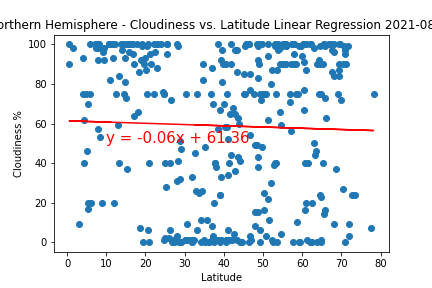 orthern Hemisphere - Cloudiness vs. Latitude Linear Regression 2021-08
100
80
60
40
20
0
Cloudiness %
y = -0.06x + 61.36
0 10 20 30 40 50 60 70 80
Latitude